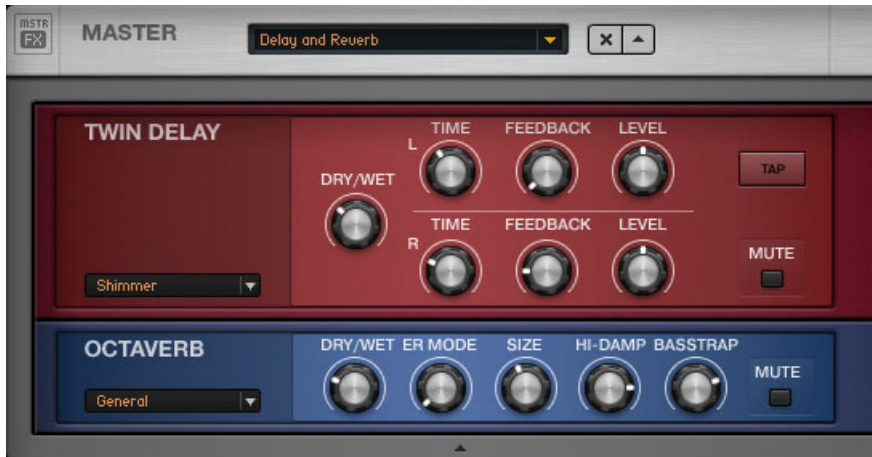 MSTR
FX
MASTER
Delay and Reverb
×
TWIN DELAY
L
TIME
FEEDBACK
LEVEL
DRY/WET
TAP
R
TIME
FEEDBACK
LEVEL
MUTE
Shimmer
OCTAVERB
DRY/WET
ER MODE
SIZE
HI-DAMP
BASSTRAP
MUTE
General